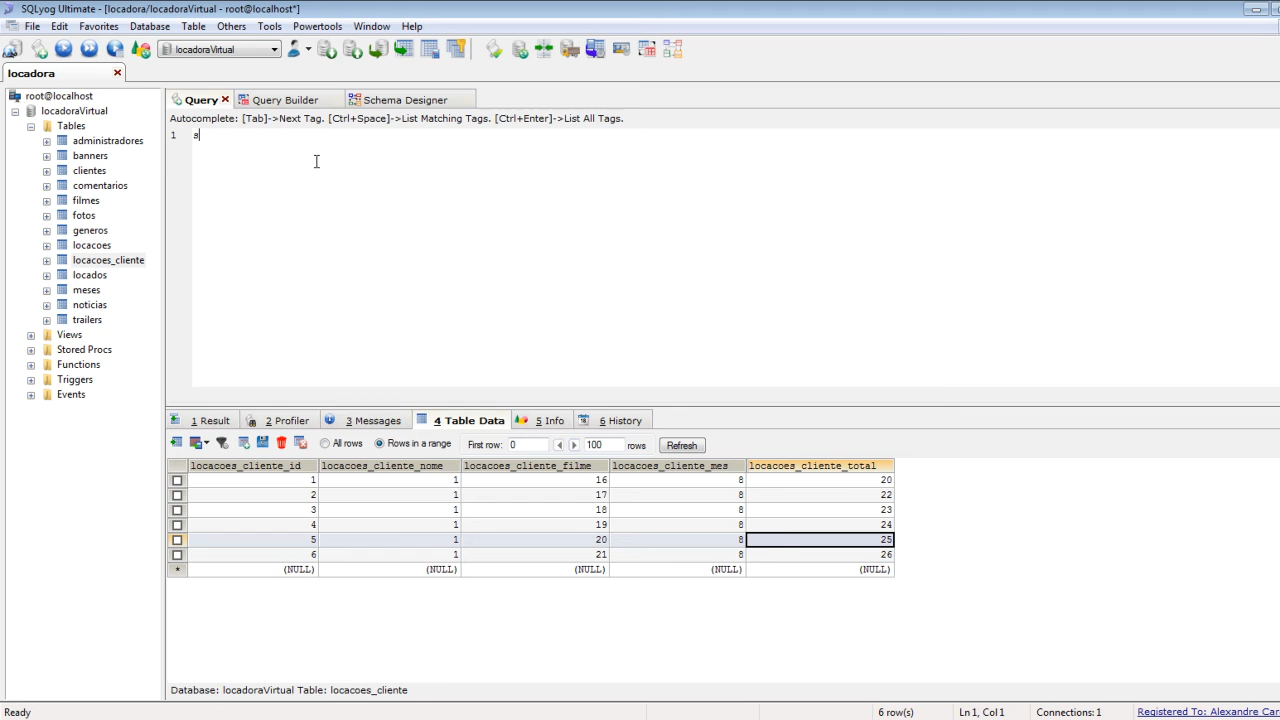 SQLyog Ultimate - [locadora/locadoraVirtual - root@localhost*]
File Edit Favorites Database Table Others Tools Powertools Window Help
locadoraVirtual
locadora
root@localhost
locadoraVirtual
Tables
administradores
banners
clientes
comentarios
filmes
fotos
generos
locacoes
locacoes_cliente
locados
meses
noticias
trailers
Views
Stored Procs
Functions
Triggers
Events
Query Query Builder Schema Designer
Autocomplete: [Tab]->Next Tag. [Ctrl+Space]->List Matching Tags. [Ctrl+Enter]->List All Tags.
1 s
1 Result 2 Profiler 3 Messages 4 Table Data 5 Info 6 History
All rows Rows in a range First row: 0 100 rows Refresh
locacoes_cliente_id locacoes_cliente_nome locacoes_cliente_filme locacoes_cliente_mes locacoes_cliente_total
1 1 16 8 20
2 1 17 8 22
3 1 18 8 23
4 1 19 8 24
5 1 20 8 25
6 1 21 8 26
* (NULL) (NULL) (NULL) (NULL) (NULL)
Database: locadoraVirtual Table: locacoes_cliente
Ready 6 row(s) Ln 1, Col 1 Connections: 1 Registered To: Alexandre Car